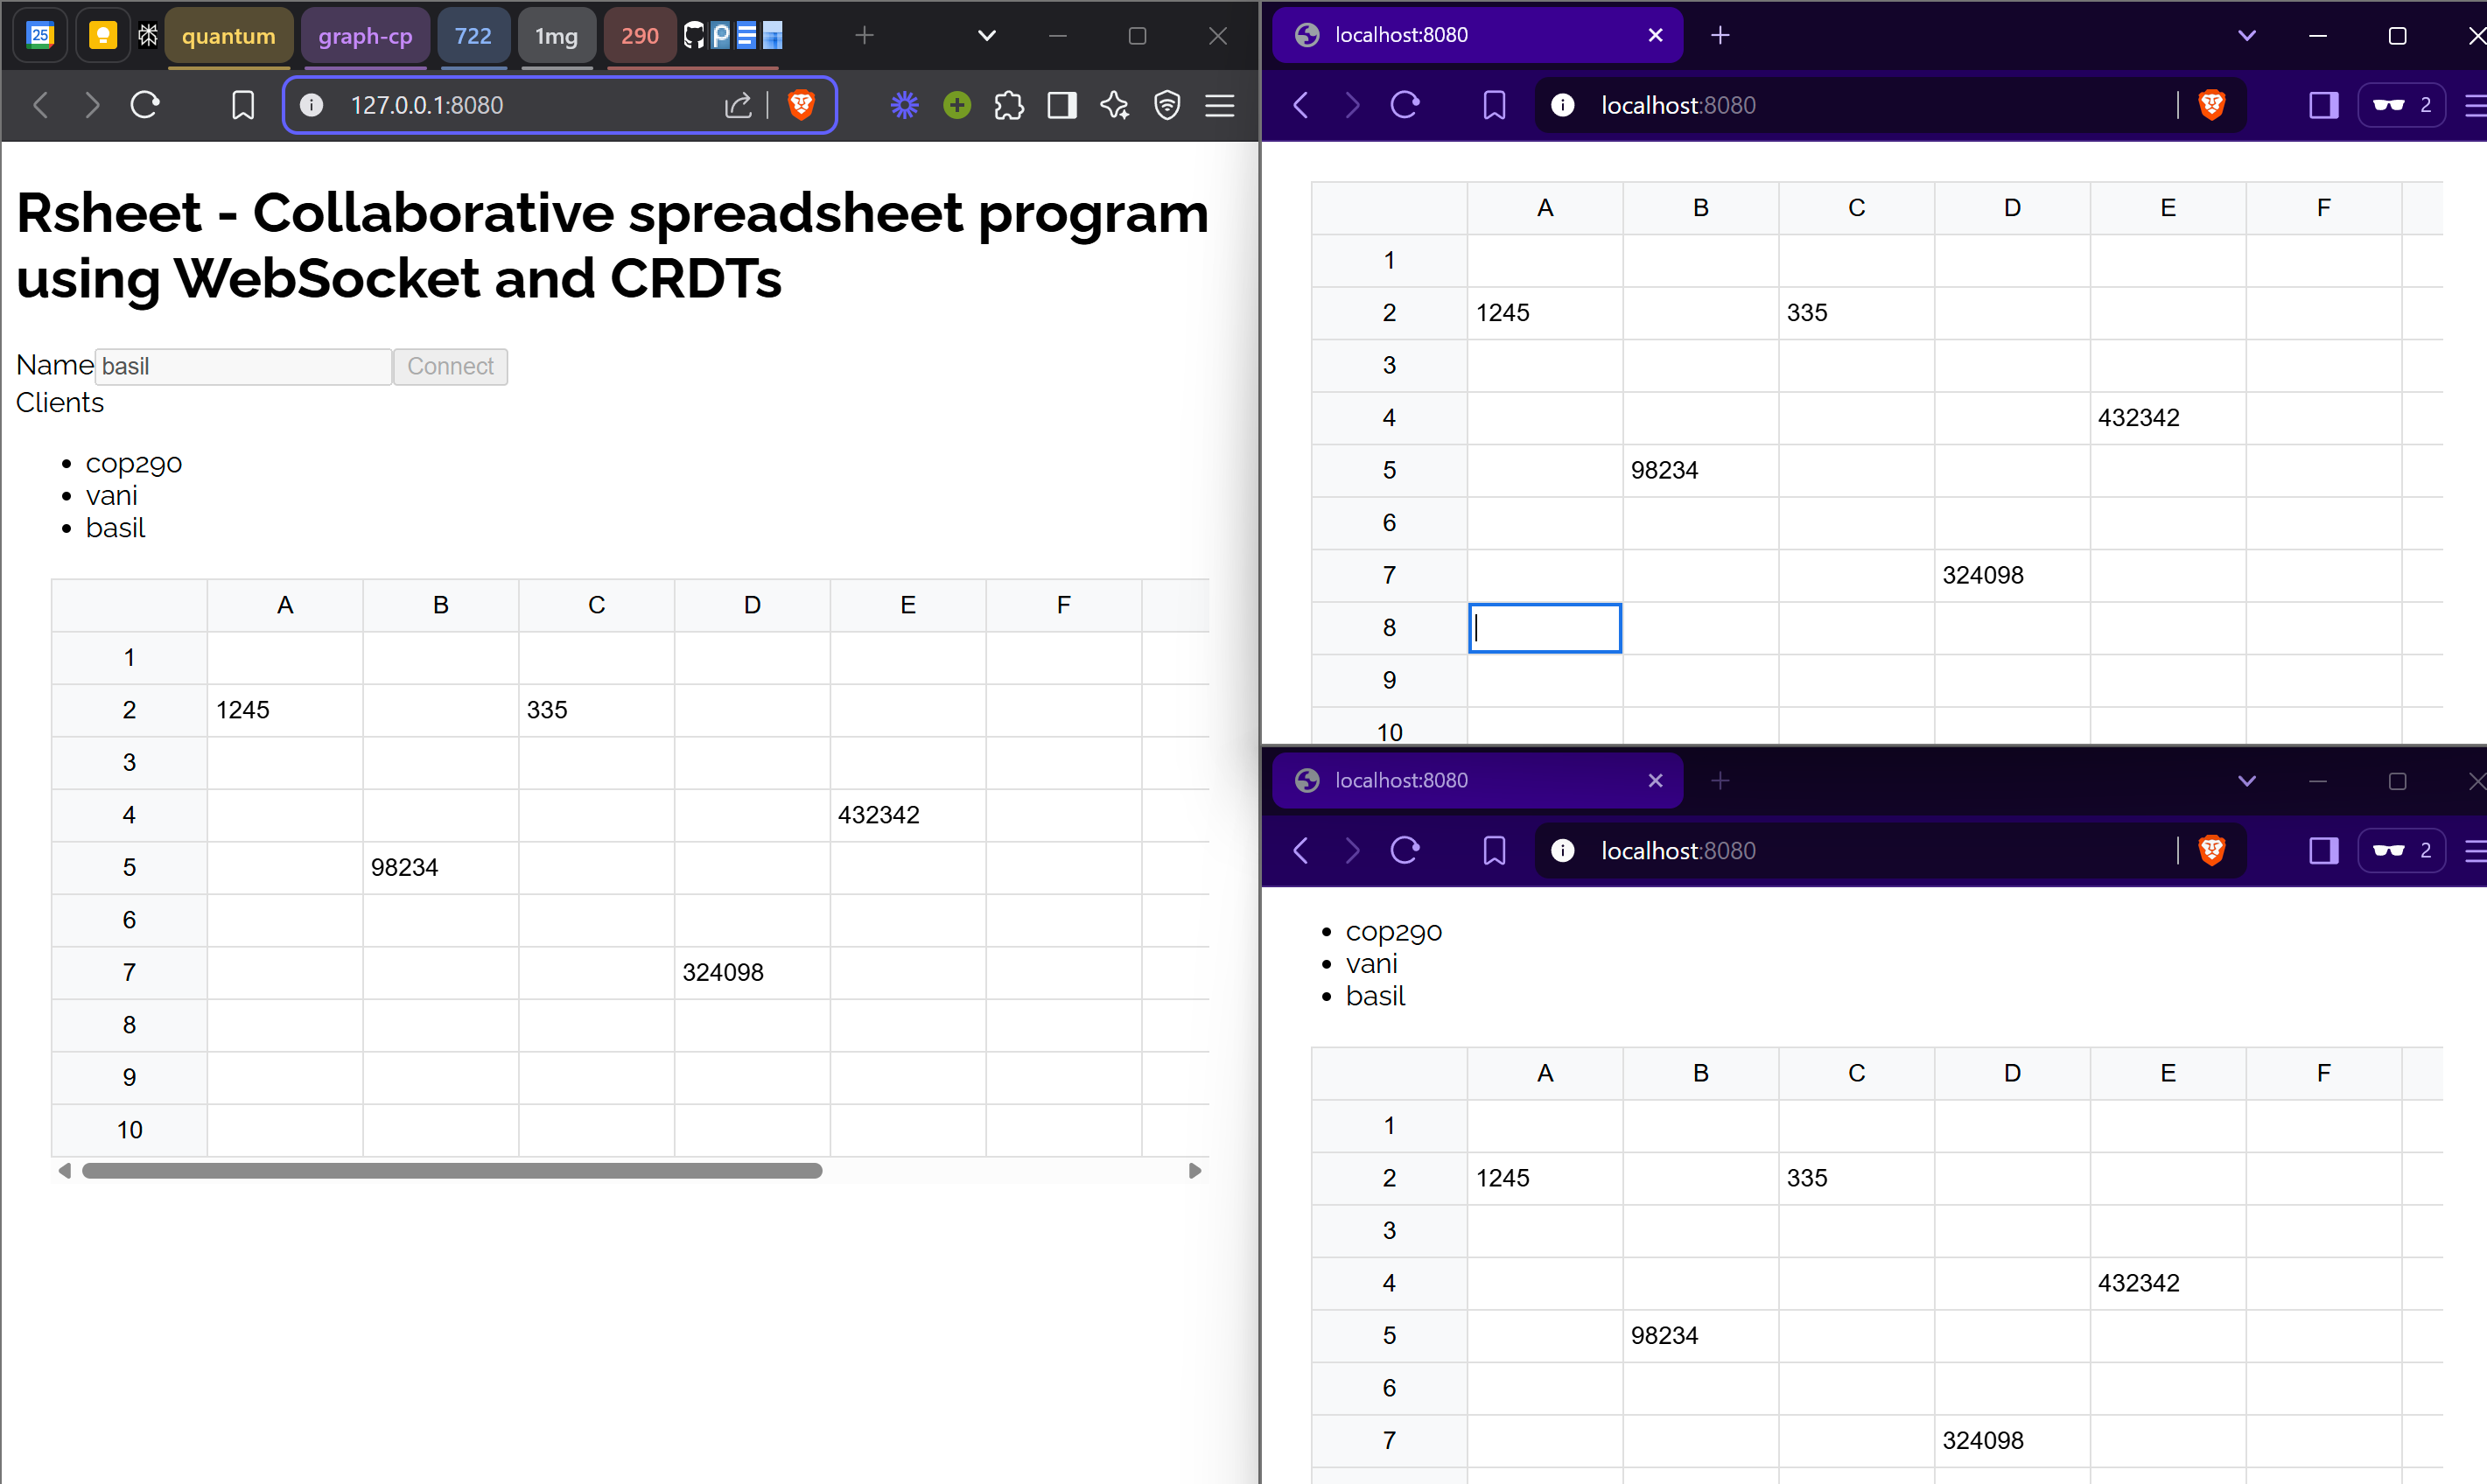 25 quantum graph-cp 722 1mg 290
127.0.0.1:8080
Rsheet - Collaborative spreadsheet program
using WebSocket and CRDTs
Name basil Connect
Clients
cop290
vani
basil
A B C D E F
1
2 1245 335
3
4 432342
5 98234
6
7 324098
8
9
10
localhost:8080
localhost:8080 2
A B C D E F
1
2 1245 335
3
4 432342
5 98234
6
7 324098
8
9
10
localhost:8080
localhost:8080 2
cop290
vani
basil
A B C D E F
1
2 1245 335
3
4 432342
5 98234
6
7 324098